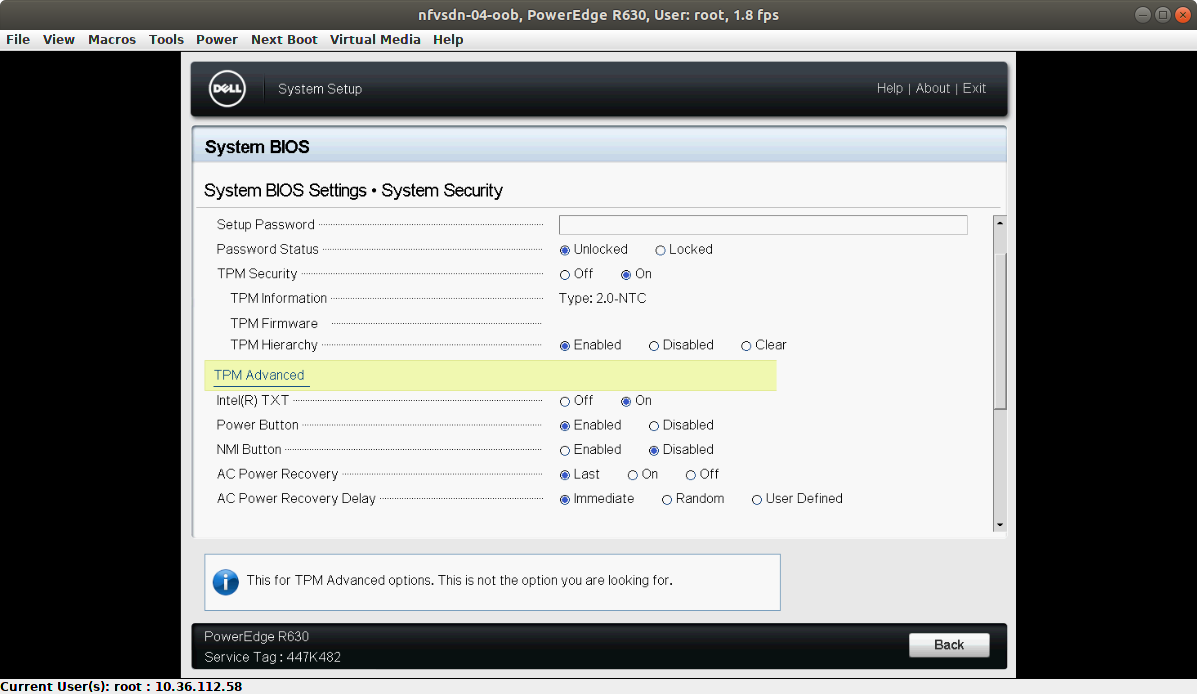 nfvsdn-04-oob, PowerEdge R630, User: root, 1.8 fps
File View Macros Tools Power Next Boot Virtual Media Help
DELL System Setup Help | About | Exit
System BIOS
System BIOS Settings • System Security
Setup Password
Password Status Unlocked Locked
TPM Security Off On
TPM Information Type: 2.0-NTC
TPM Firmware
TPM Hierarchy Enabled Disabled Clear
TPM Advanced
Intel(R) TXT Off On
Power Button Enabled Disabled
NMI Button Enabled Disabled
AC Power Recovery Last On Off
AC Power Recovery Delay Immediate Random User Defined
This for TPM Advanced options. This is not the option you are looking for.
PowerEdge R630
Service Tag : 447K482 Back
Current User(s): root : 10.36.112.58